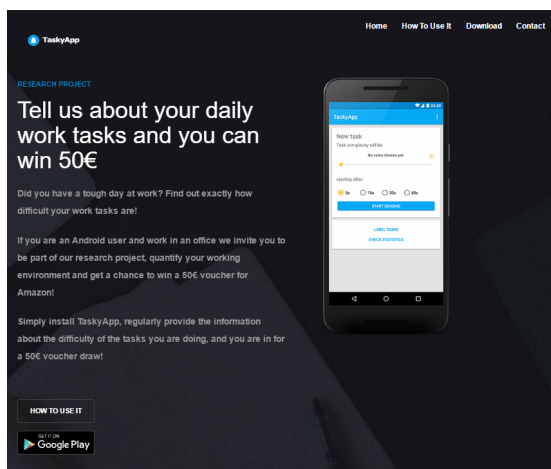 Home How To Use It Download Contact
TaskyApp
RESEARCH PROJECT
Tell us about your daily
work tasks and you can
win 50€
Did you have a tough day at work? Find out exactly how
difficult your work tasks are!
If you are an Android user and work in an office we invite you to
be part of our research project, quantify your working
environment and get a chance to win a 50€ voucher for
Amazon!
Simply install TaskyApp, regularly provide the information
about the difficulty of the tasks you are doing, and you are in for
a 50€ voucher draw!
HOW TO USE IT
GET IT ON
Google Play
TaskyApp
New task
Task complexity will be
No value chosen yet.
starting after
5s 15s 30s 60s
START SENSING
LABEL TASKS
CHECK STATISTICS